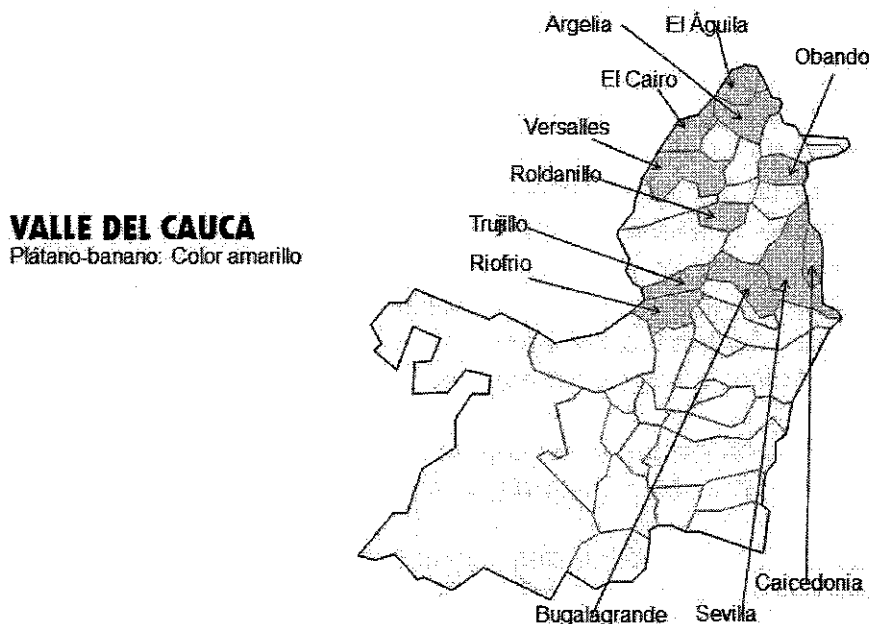 Argelia
El Águila
Obando
El Cairo
Versalles
Roldanillo
VALLE DEL CAUCA
Plátano-banano: Color amarillo
Trujillo
Riofrio
Caicedonia
Bugalagrande
Sevilla